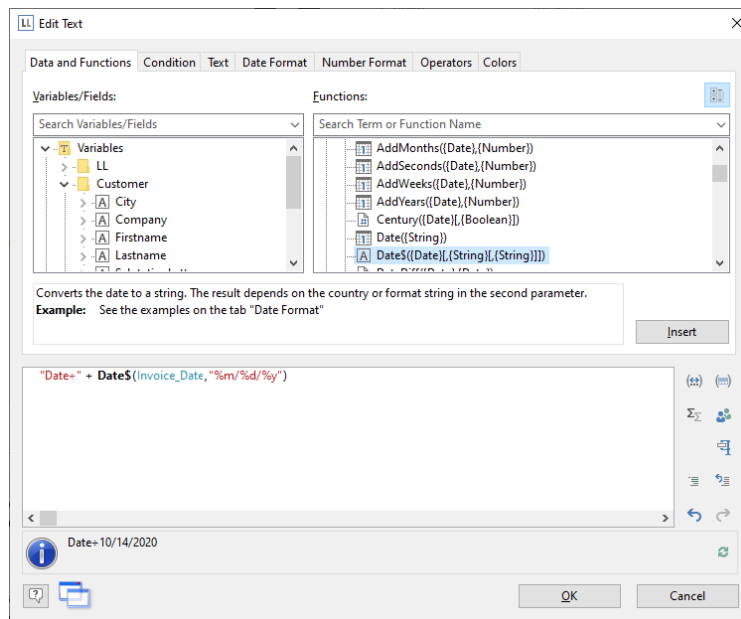 LL Edit Text
Data and Functions Condition Text Date Format Number Format Operators Colors
Variables/Fields: Functions:
Search Variables/Fields Search Term or Function Name
Variables AddMonths({Date},{Number})
LL AddSeconds({Date},{Number})
Customer AddWeeks({Date},{Number})
City AddYears({Date},{Number})
Company Century({Date}[,{Boolean}])
Firstname Date({String})
Lastname Date$({Date}[,{String}[,{String}]])
Converts the date to a string. The result depends on the country or format string in the second parameter.
Example: See the examples on the tab "Date Format"
Insert
"Date÷" + Date$(Invoice_Date,"%m/%d/%y")
Date÷10/14/2020
OK Cancel